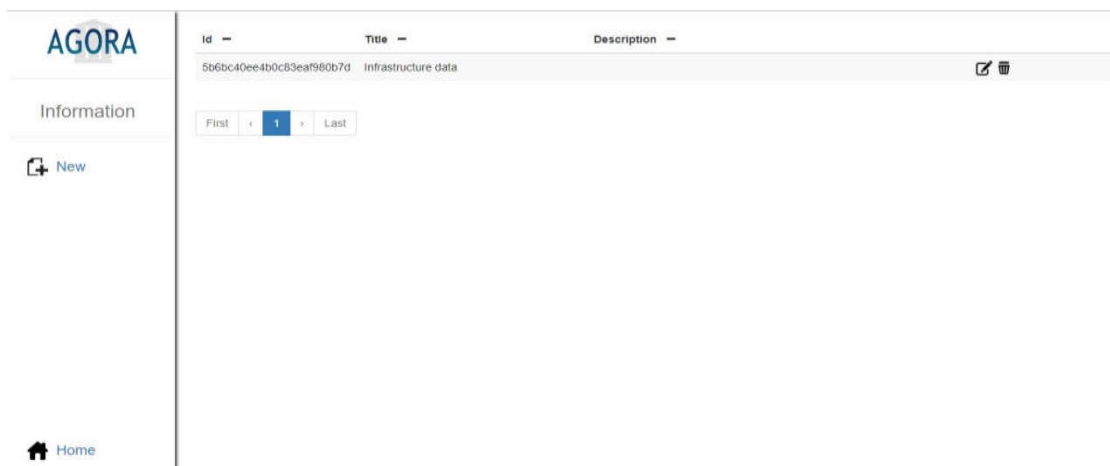 AGORA
Information
New
Home
Id Title Description
5b6bc40ee4b0c83eaf980b7d Infrastructure data
First ‹ 1 › Last